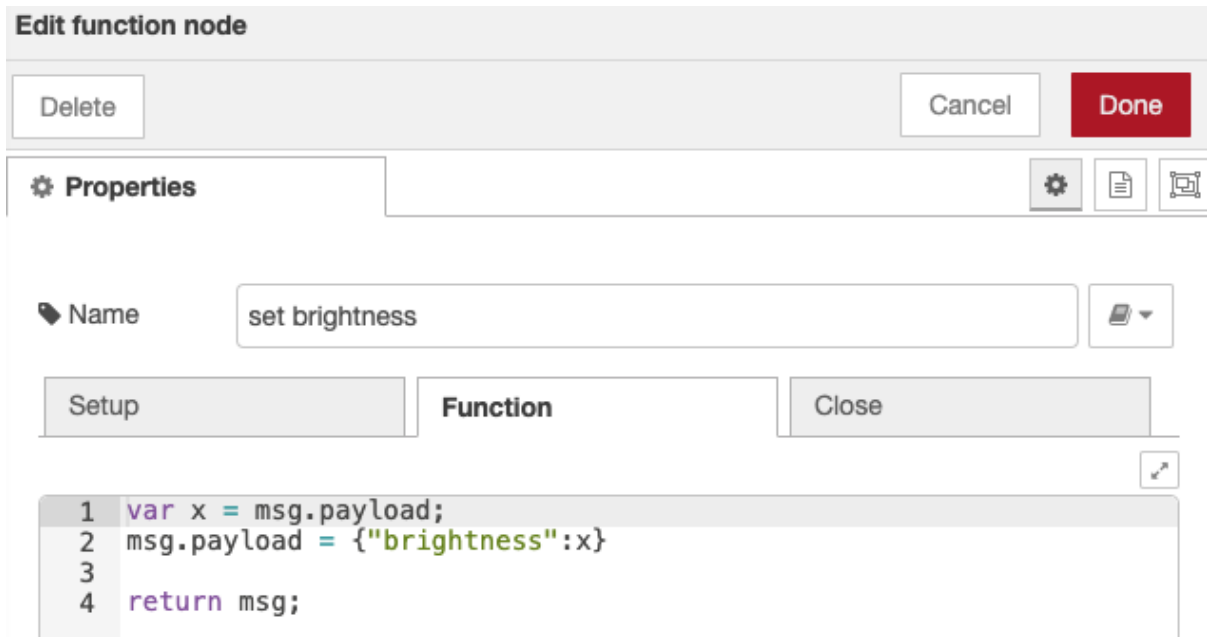 Edit function node
Delete Cancel Done
Properties
Name set brightness
Setup Function Close
1 var x = msg.payload;
2 msg.payload = {"brightness":x}
3
4 return msg;